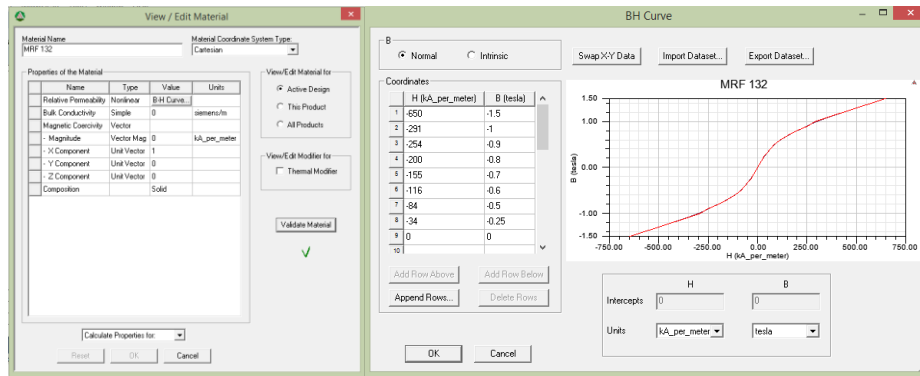 View / Edit Material
Material Name
MRF 132
Material Coordinate System Type:
Cartesian
Properties of the Material
Name Type Value Units
Relative Permeability Nonlinear B-H Curve...
Bulk Conductivity Simple 0 siemens/m
Magnetic Coercivity Vector
- Magnitude Vector Mag 0 kA_per_meter
- X Component Unit Vector 1
- Y Component Unit Vector 0
- Z Component Unit Vector 0
Composition Solid
View/Edit Material for
Active Design
This Product
All Products
View/Edit Modifier for
Thermal Modifier
Validate Material
Calculate Properties for:
Reset OK Cancel
BH Curve
B
Normal Intrinsic
Swap X-Y Data Import Dataset... Export Dataset...
Coordinates
H (kA_per_meter) B (tesla)
1 -650 -1.5
2 -291 -1
3 -254 -0.9
4 -200 -0.8
5 -155 -0.7
6 -116 -0.6
7 -84 -0.5
8 -34 -0.25
9 0 0
10
Add Row Above Add Row Below
Append Rows... Delete Rows
OK Cancel
MRF 132
1.50
1.00
0.00
-1.00
-1.50
B (tesla)
-750.00 -500.00 -250.00 0.00 250.00 500.00 750.00
H (kA_per_meter)
H B
Intercepts 0 0
Units kA_per_meter tesla